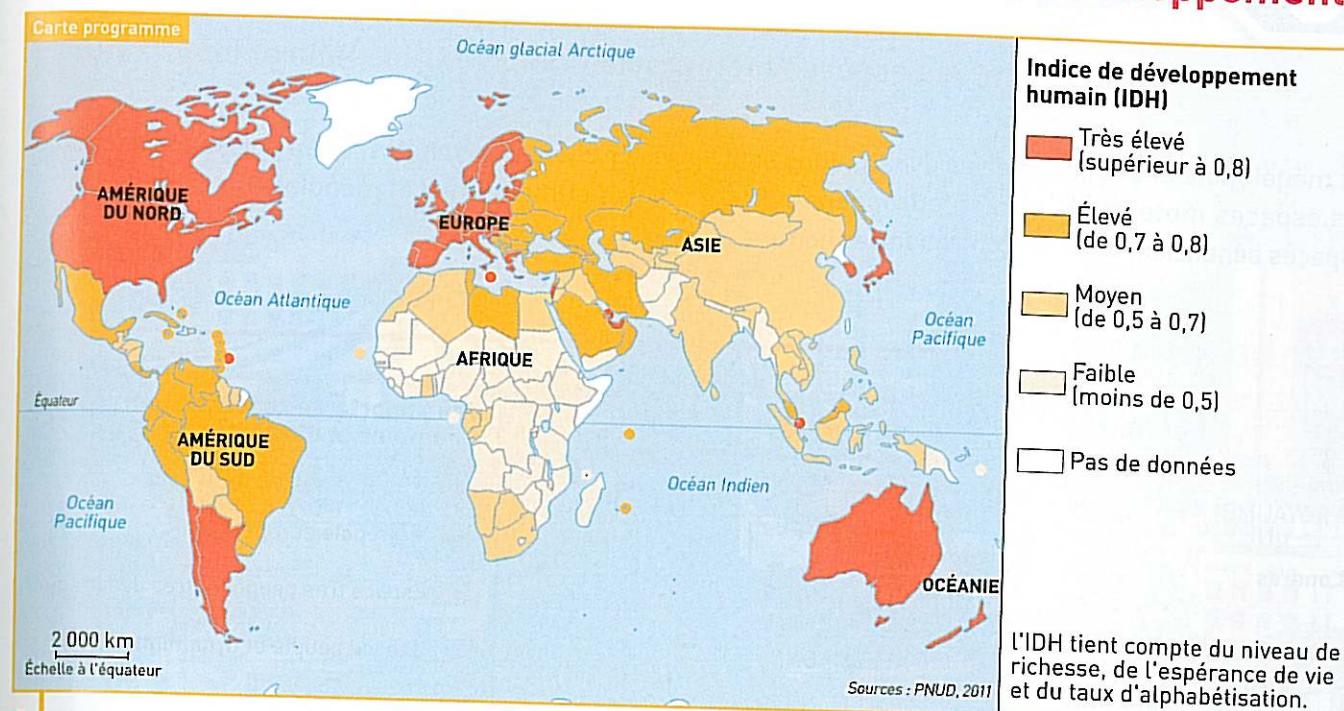 Carte programme
Océan glacial Arctique
AMÉRIQUE
DU NORD
EUROPE
ASIE
Océan Atlantique
Océan
Pacifique
AFRIQUE
Équateur
AMÉRIQUE
DU SUD
Océan Indien
Océan
Pacifique
OCÉANIE
2 000 km
Échelle à l'équateur
Sources : PNUD, 2011
Indice de développement
humain (IDH)
Très élevé
(supérieur à 0,8)
Élevé
(de 0,7 à 0,8)
Moyen
(de 0,5 à 0,7)
Faible
(moins de 0,5)
Pas de données
L'IDH tient compte du niveau de
richesse, de l'espérance de vie
et du taux d'alphabétisation.